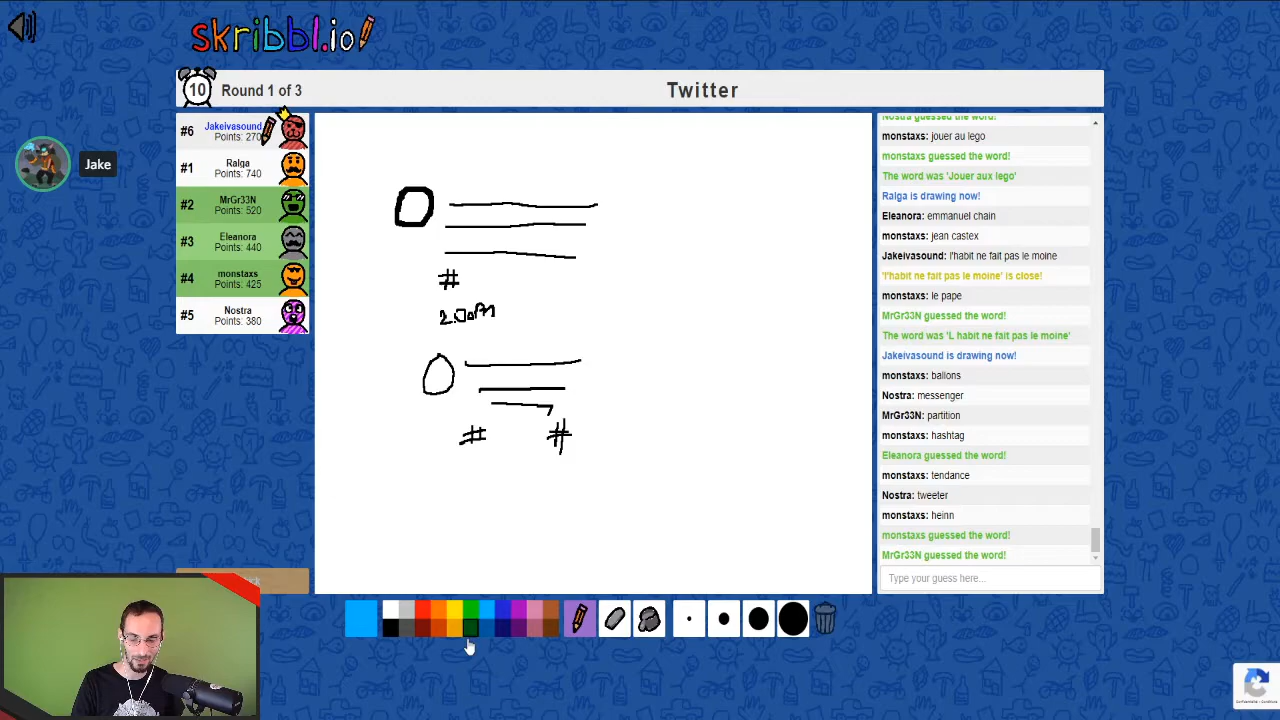 skribbl.io
10
Round 1 of 3
Twitter
#6
Jakeivasound
Points: 270
#1
Ralga
Points: 740
#2
MrGr33N
Points: 520
#3
Eleanora
Points: 440
#4
monstaxs
Points: 425
#5
Nostra
Points: 380
Jake
#
# #
Nostra guessed the word!
monstaxs: jouer au lego
monstaxs guessed the word!
The word was 'Jouer aux lego'
Ralga is drawing now!
Eleanora: emmanuel chain
monstaxs: jean castex
Jakeivasound: l'habit ne fait pas le moine
'l'habit ne fait pas le moine' is close!
monstaxs: le pape
MrGr33N guessed the word!
The word was 'L habit ne fait pas le moine'
Jakeivasound is drawing now!
monstaxs: ballons
Nostra: messenger
MrGr33N: partition
monstaxs: hashtag
Eleanora guessed the word!
monstaxs: tendance
Nostra: tweeter
monstaxs: heinn
monstaxs guessed the word!
MrGr33N guessed the word!
Type your guess here...